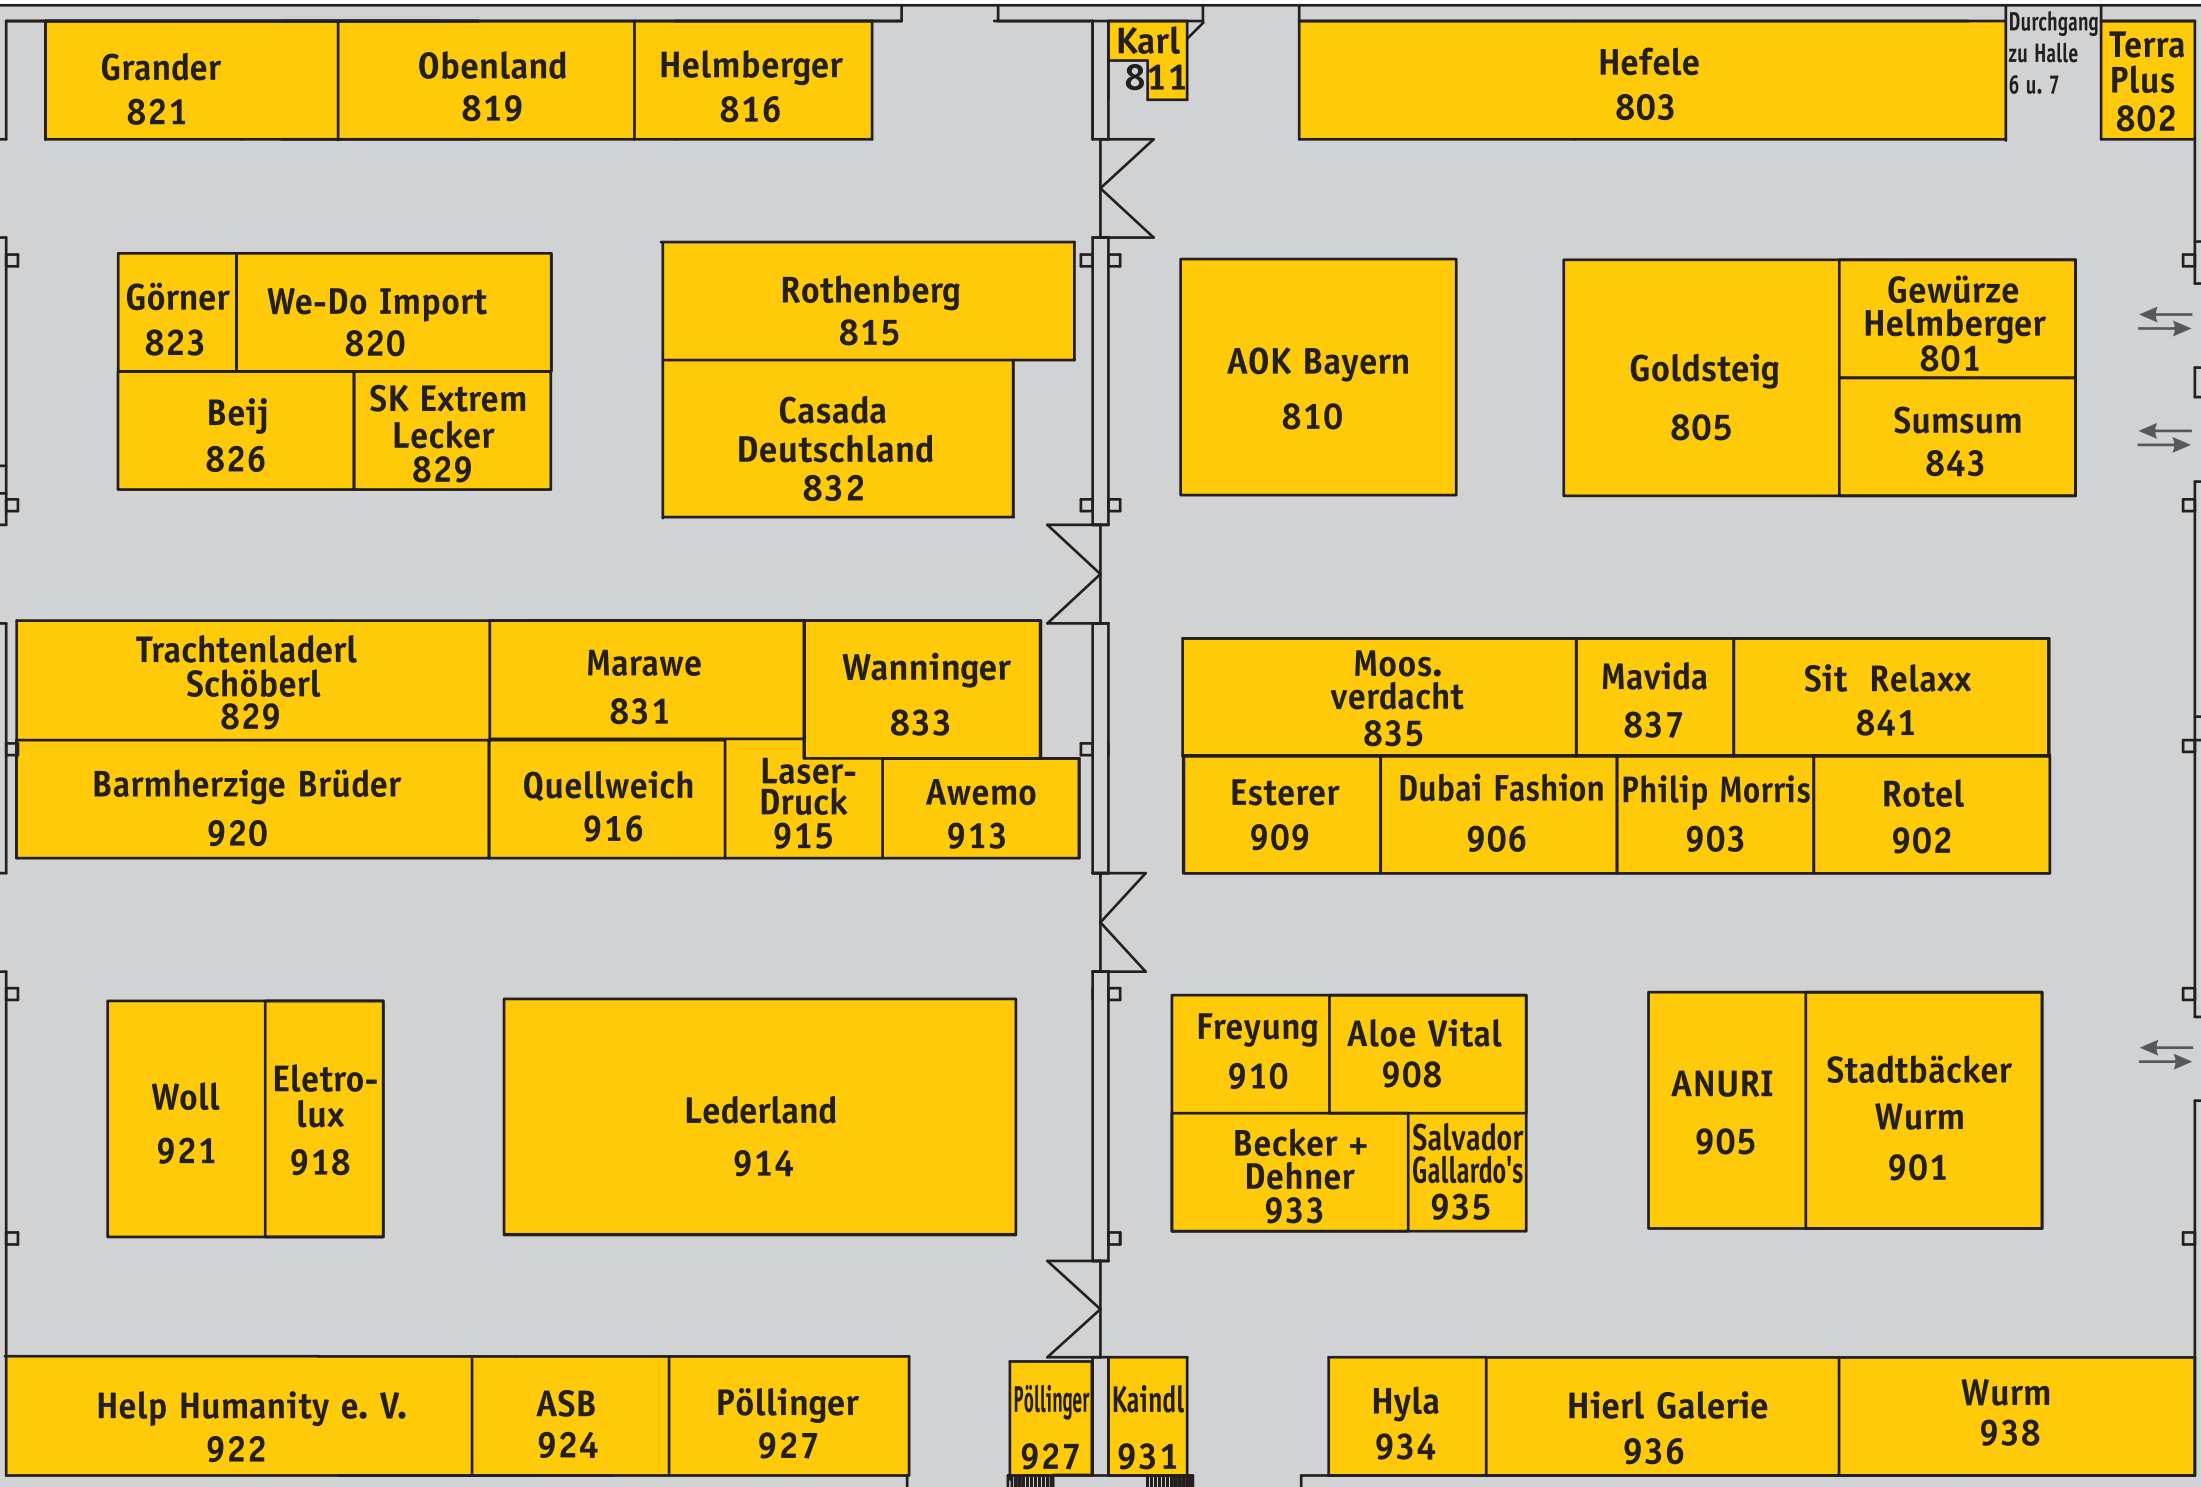 Grander
821
Obenland
819
Helmberger
816
Karl
811
Hefele
803
Durchgang
zu Halle
6 u. 7
Terra
Plus
802
Görner
823
We-Do Import
820
Beij
826
SK Extrem
Lecker
829
Rothenberg
815
Casada
Deutschland
832
AOK Bayern
810
Goldsteig
805
Gewürze
Helmberger
801
Sumsum
843
Trachtenladerl
Schöberl
829
Marawe
831
Wanninger
833
Barmherzige Brüder
920
Quellweich
916
Laser-
Druck
915
Awemo
913
Moos.
verdacht
835
Mavida
837
Sit Relaxx
841
Esterer
909
Dubai Fashion
906
Philip Morris
903
Rotel
902
Woll
921
Eletro-
lux
918
Lederland
914
Freyung
910
Aloe Vital
908
Becker +
Dehner
933
Salvador
Gallardo's
935
ANURI
905
Stadtbäcker
Wurm
901
Help Humanity e. V.
922
ASB
924
Pöllinger
927
Pöllinger
927
Kaindl
931
Hyla
934
Hierl Galerie
936
Wurm
938